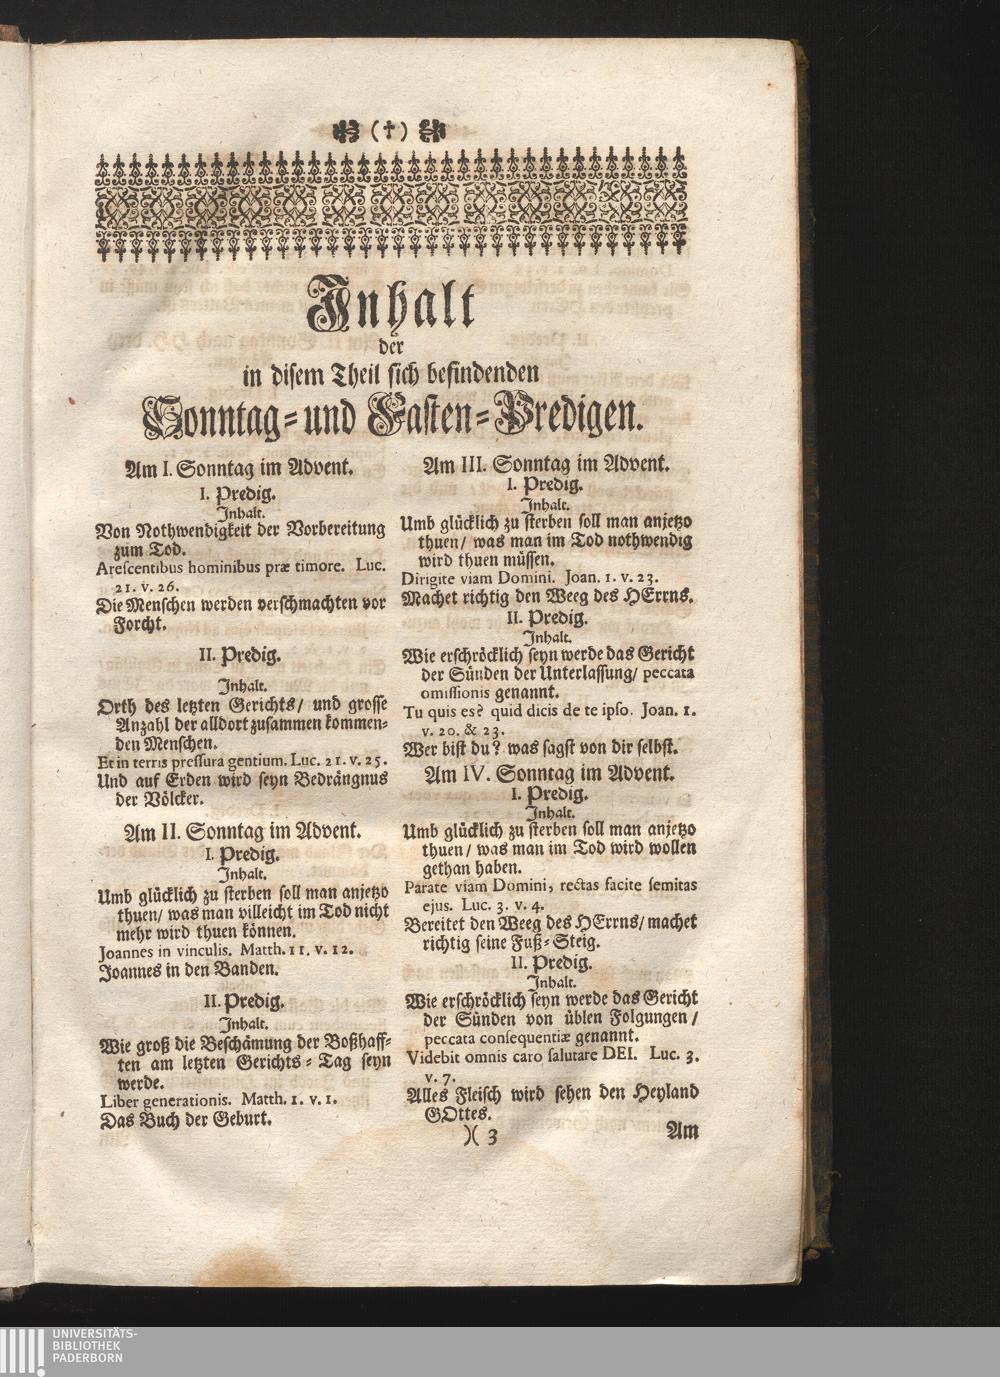 (†)
Inhalt
der
in disem Theil sich befindenden
Sonntag- und Fasten-Predigen.
Am I. Sonntag im Advent.
I. Predig.
Inhalt.
Von Nothwendigkeit der Vorbereitung
zum Tod.
Arescentibus hominibus præ timore. Luc.
21. v. 26.
Die Menschen werden verschmachten vor
Forcht.
II. Predig.
Inhalt.
Orth des letzten Gerichts/ und grosse
Anzahl der alldort zusammen kommen-
den Menschen.
Et in terris pressura gentium. Luc. 21. v. 25.
Und auf Erden wird seyn Bedrängnus
der Völcker.
Am II. Sonntag im Advent.
I. Predig.
Inhalt.
Umb glücklich zu sterben soll man anjetzo
thuen/ was man villeicht im Tod nicht
mehr wird thuen können.
Joannes in vinculis. Matth. 11. v. 12.
Joannes in den Banden.
II. Predig.
Inhalt.
Wie groß die Beschämung der Boßhaff-
ten am letzten Gerichts-Tag seyn
werde.
Liber generationis. Matth. 1. v. 1.
Das Buch der Geburt.
Am III. Sonntag im Advent.
I. Predig.
Inhalt.
Umb glücklich zu sterben soll man anjetzo
thuen/ was man im Tod nothwendig
wird thuen müssen.
Dirigite viam Domini. Joan. 1. v. 23.
Machet richtig den Weeg des HErrns.
II. Predig.
Inhalt.
Wie erschröcklich seyn werde das Gericht
der Sünden der Unterlassung/ peccata
omissionis genannt.
Tu quis es? quid dicis de te ipso. Joan. 1.
v. 20. & 23.
Wer bist du? was sagst von dir selbst.
Am IV. Sonntag im Advent.
I. Predig.
Inhalt.
Umb glücklich zu sterben soll man anjetzo
thuen/ was man im Tod wird wollen
gethan haben.
Parate viam Domini, rectas facite semitas
ejus. Luc. 3. v. 4.
Bereitet den Weeg des HErrns/ machet
richtig seine Fuß-Steig.
II. Predig.
Inhalt.
Wie erschröcklich seyn werde das Gericht
der Sünden von üblen Folgungen/
peccata consequentiæ genannt.
Videbit omnis caro salutare DEI. Luc. 3.
v. 7.
Alles Fleisch wird sehen den Heyland
GOttes.
)( 3
Am
UNIVERSITÄTS-
BIBLIOTHEK
PADERBORN